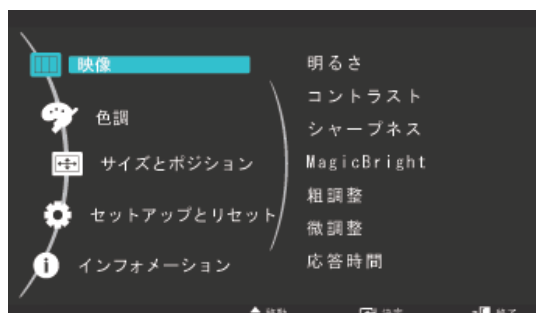 映像
色調
サイズとポジション
セットアップとリセット
インフォメーション
明るさ
コントラスト
シャープネス
MagicBright
粗調整
微調整
応答時間